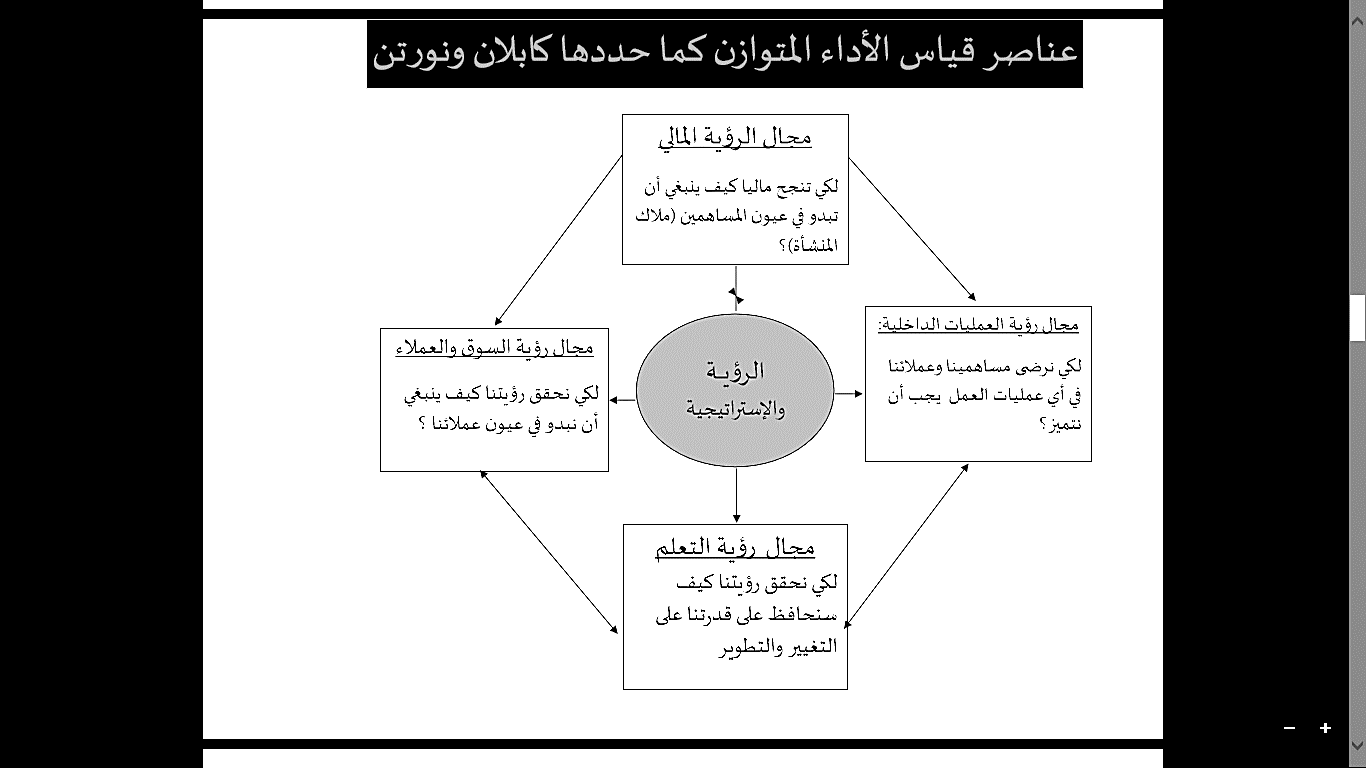 عناصر قياس الأداء المتوازن كما حددها كابلان ونورتن
مجال الرؤية المالي
لكي تنجح ماليا كيف ينبغي أن
تبدو في عيون المساهمين (ملاك
المنشأة)؟
مجال رؤية العمليات الداخلية:
لكي نرضى مساهمينا وعملائنا
في أي عمليات العمل يجب أن
نتميز؟
الرؤيـة
والإستراتيجية
مجال رؤية السوق والعملاء
لكي نحقق رؤيتنا كيف ينبغي
أن نبدو في عيون عملائنا ؟
مجال رؤية التعلم
لكي نحقق رؤيتنا كيف
سنحافظ على قدرتنا على
التغيير والتطوير